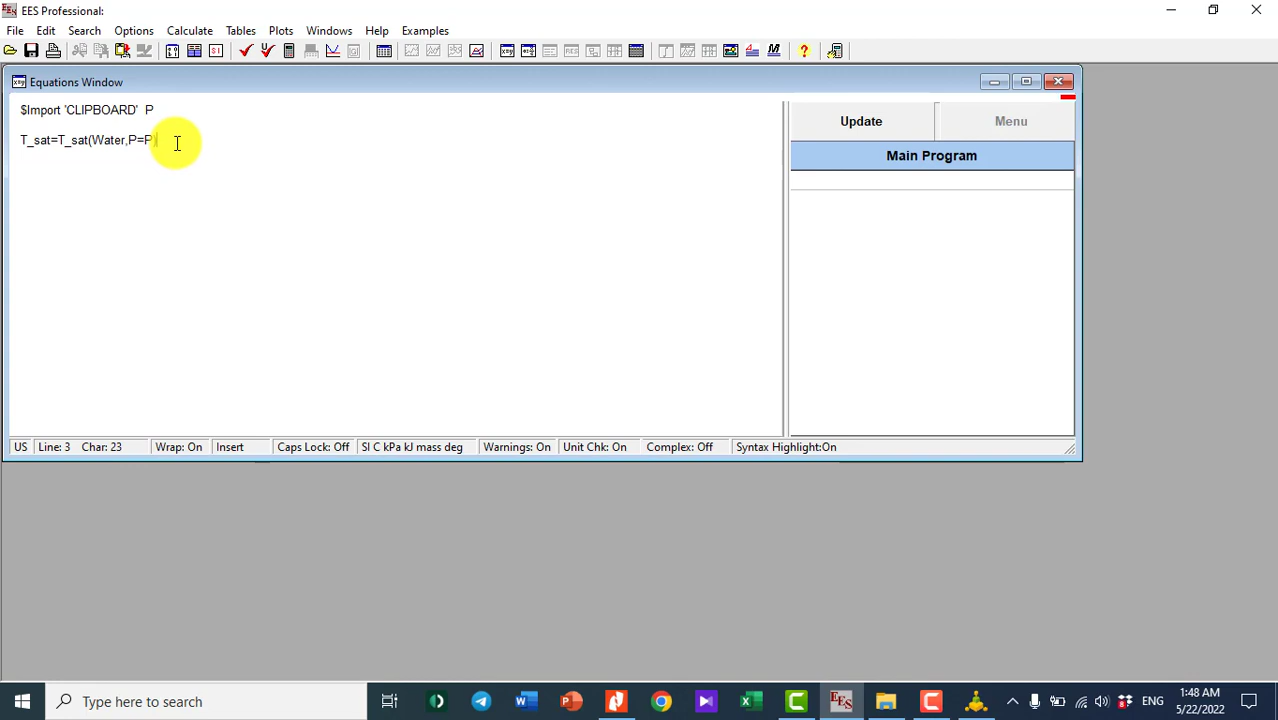 EES Professional:
File Edit Search Options Calculate Tables Plots Windows Help Examples
Equations Window
$Import 'CLIPBOARD' P
T_sat=T_sat(Water,P=P)
Update Menu
Main Program
US Line: 3 Char: 23 Wrap: On Insert Caps Lock: Off SI C kPa kJ mass deg Warnings: On Unit Chk: On Complex: Off Syntax Highlight:On
Type here to search
ENG
1:48 AM
5/22/2022